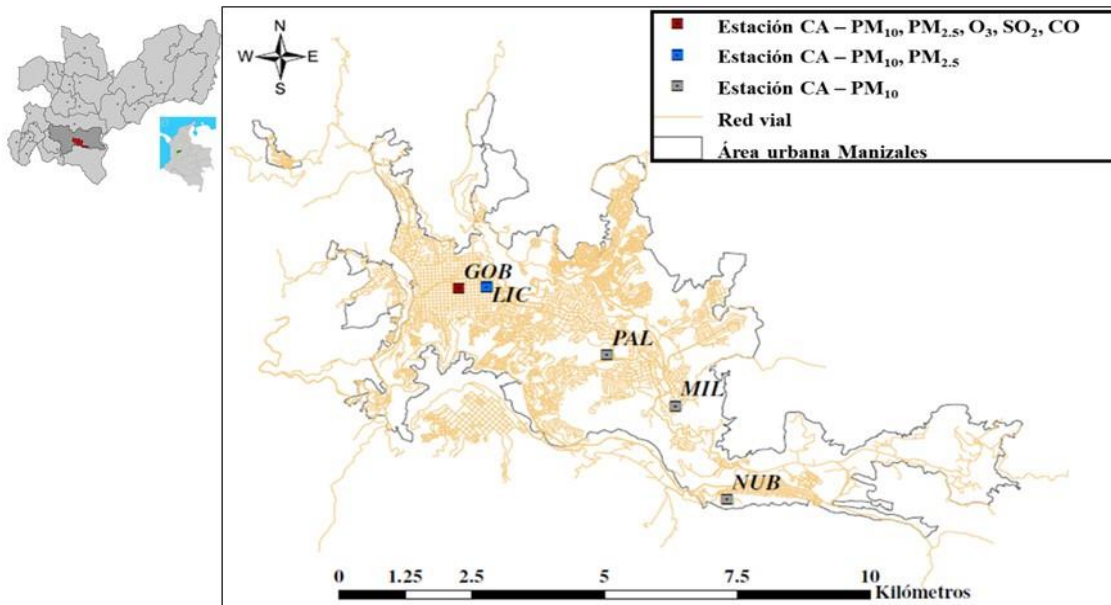 N
W E
S
Estación CA – PM₁₀, PM₂.₅, O₃, SO₂, CO
Estación CA – PM₁₀, PM₂.₅
Estación CA – PM₁₀
Red vial
Área urbana Manizales
GOB
LIC
PAL
MIL
NUB
0 1.25 2.5 5 7.5 10
Kilómetros